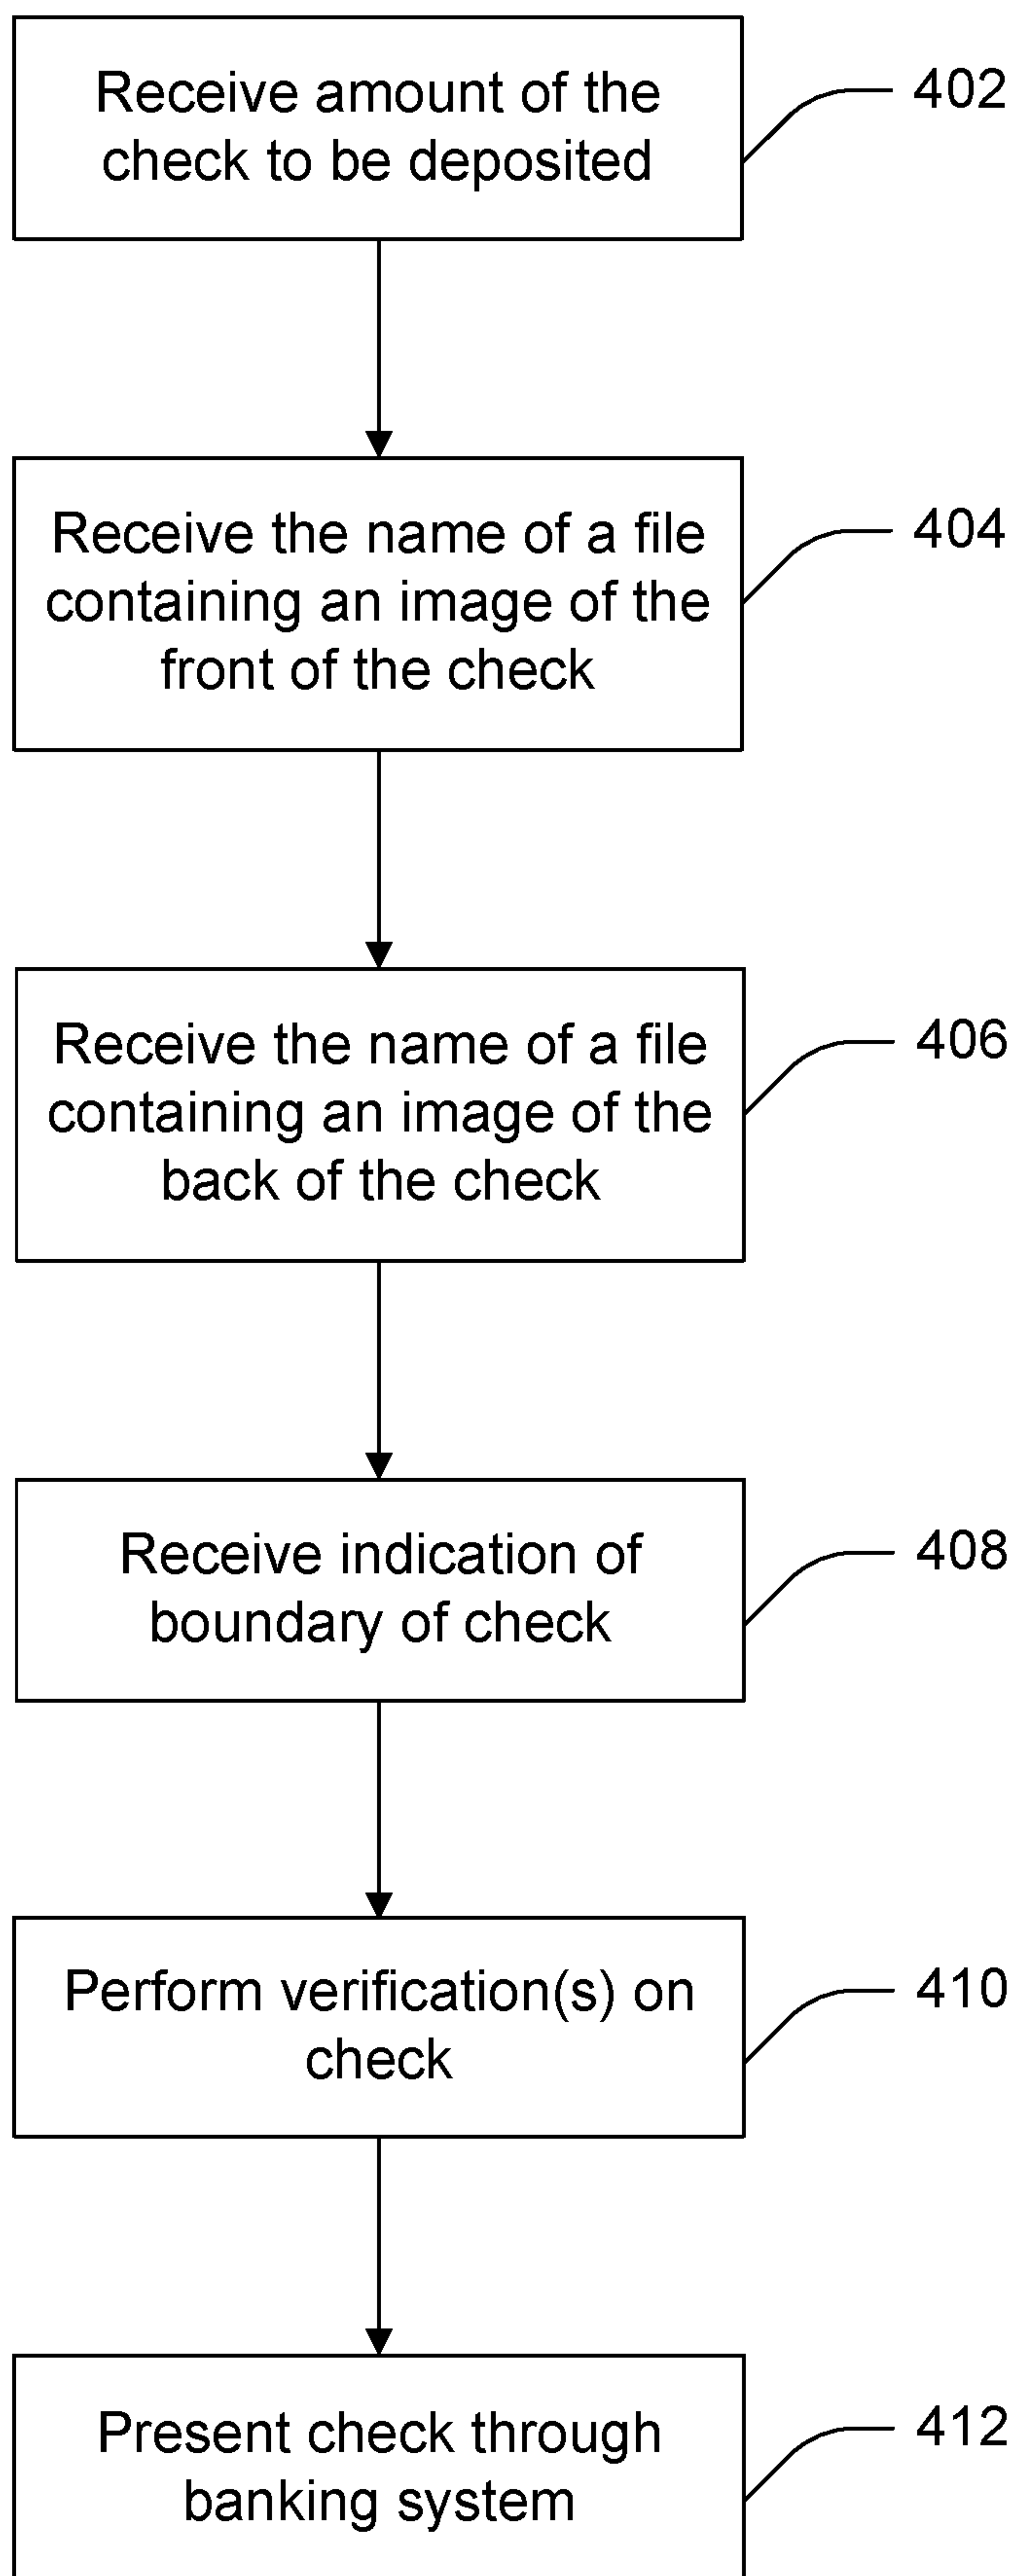 Receive amount of the
check to be deposited
402
Receive the name of a file
containing an image of the
front of the check
404
Receive the name of a file
containing an image of the
back of the check
406
Receive indication of
boundary of check
408
Perform verification(s) on
check
410
Present check through
banking system
412